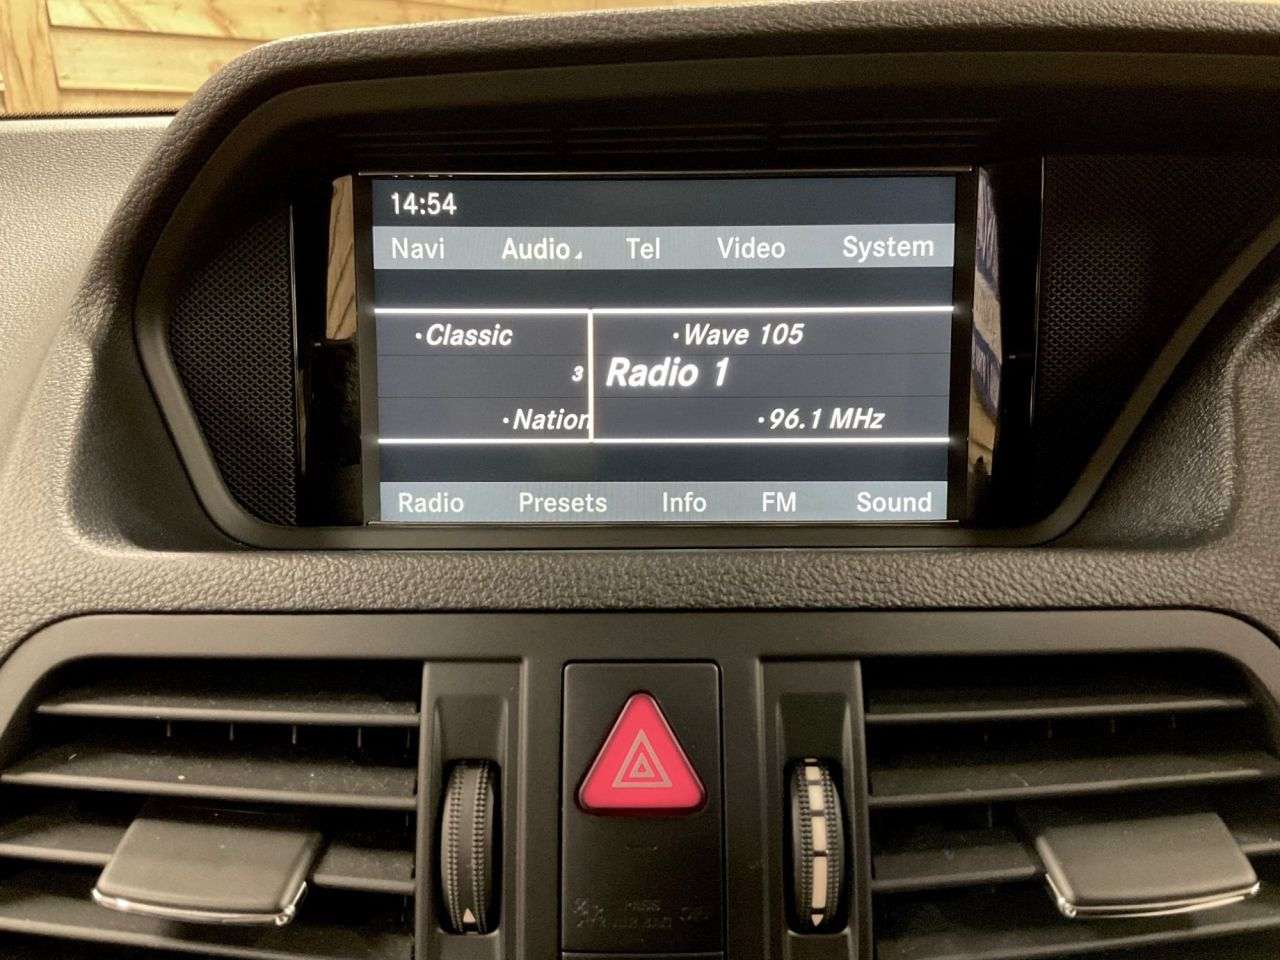 14:54
Navi Audio Tel Video System
·Classic ·Wave 105
3 Radio 1
·Nation ·96.1 MHz
Radio Presets Info FM Sound